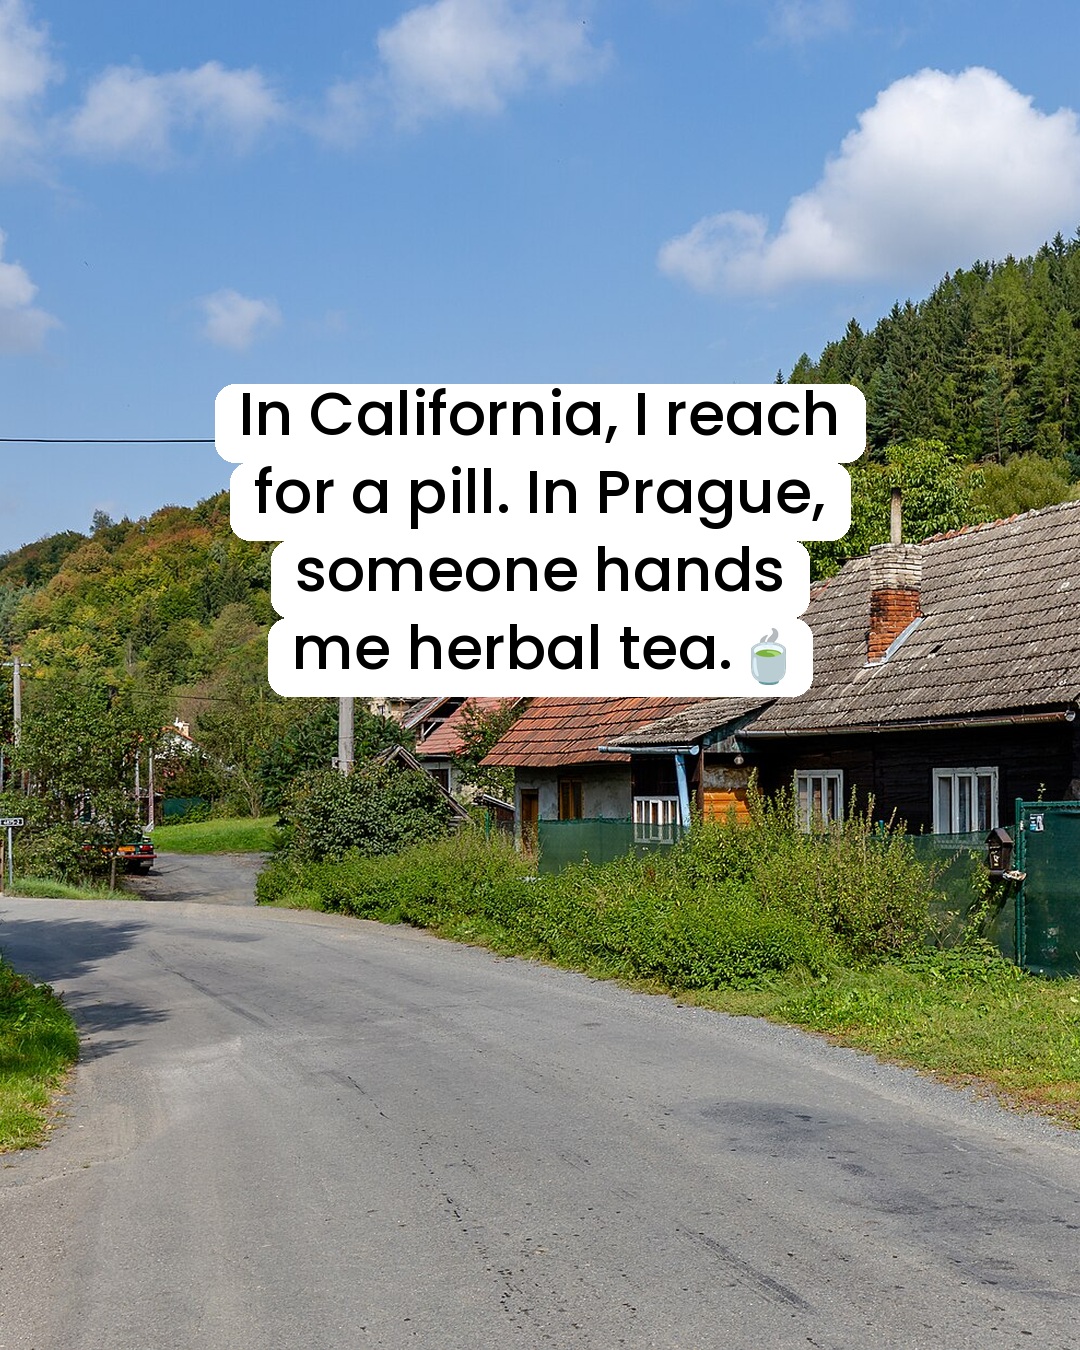 In California, I reach
for a pill. In Prague,
someone hands
me herbal tea. 🍵